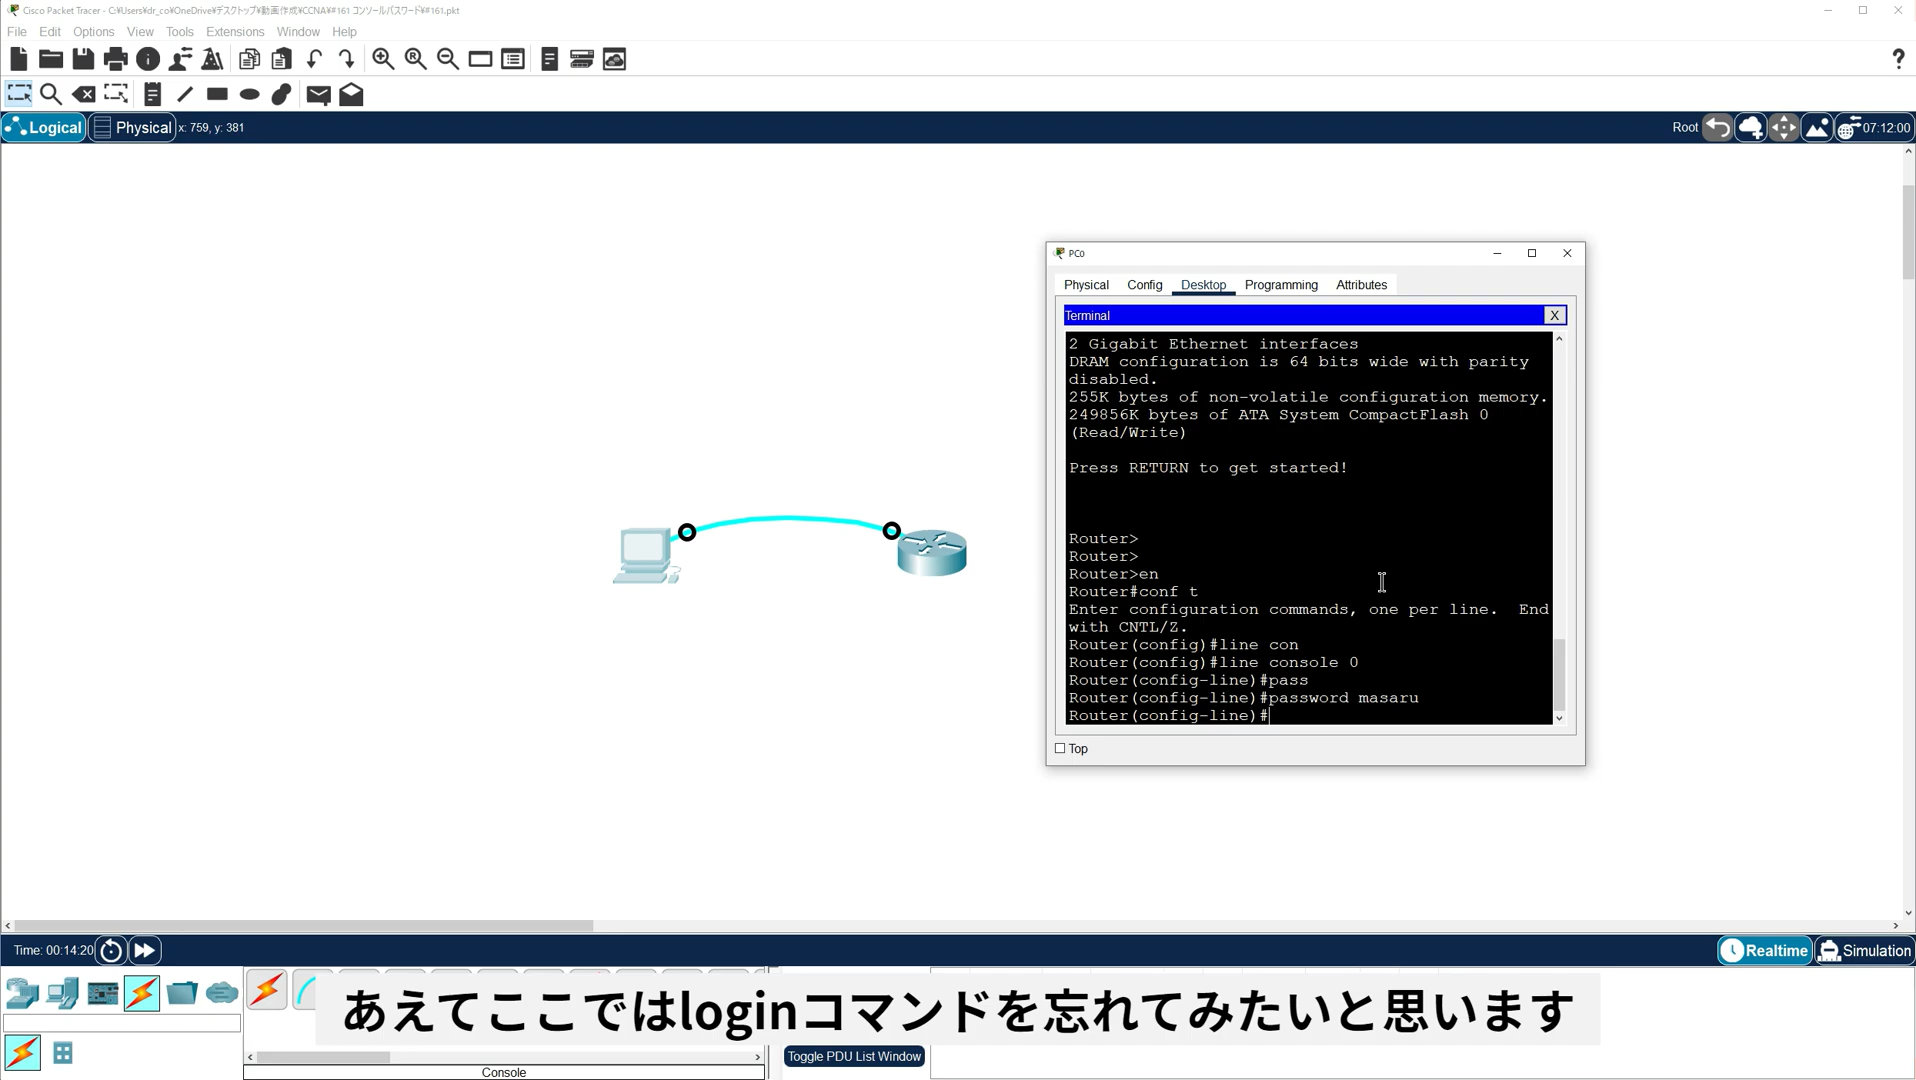 Cisco Packet Tracer - C:¥Users¥dr_co¥OneDrive¥デスクトップ¥動画作成¥CCNA¥#161 コンソールパスワード¥#161.pkt
File Edit Options View Tools Extensions Window Help
Logical Physical x: 759, y: 381
Root 07:12:00
PC0
Physical Config Desktop Programming Attributes
Terminal X
2 Gigabit Ethernet interfaces
DRAM configuration is 64 bits wide with parity
disabled.
255K bytes of non-volatile configuration memory.
249856K bytes of ATA System CompactFlash 0
(Read/Write)
Press RETURN to get started!
Router>
Router>
Router>en
Router#conf t
Enter configuration commands, one per line.  End
with CNTL/Z.
Router(config)#line con
Router(config)#line console 0
Router(config-line)#pass
Router(config-line)#password masaru
Router(config-line)#
Top
Time: 00:14:20
Realtime Simulation
あえてここではloginコマンドを忘れてみたいと思います
Toggle PDU List Window
Console